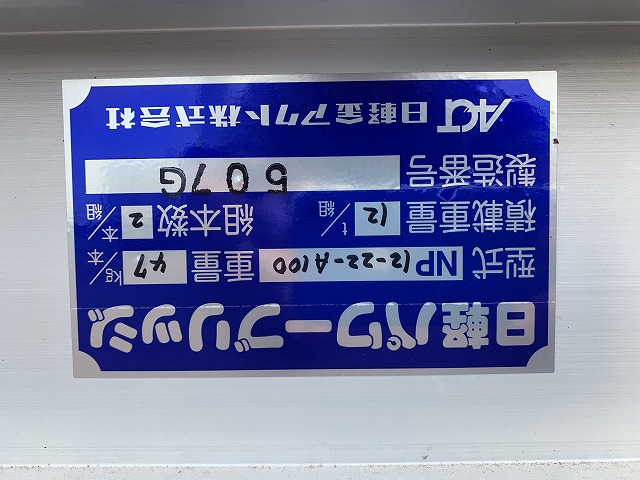 日軽パワーブリッジ
型式 NP12-22-A100 重量 47 kg/本
積載重量 12 t/組 組本数 2 本/組
製造番号 507G
ACT 日軽金アクト株式会社